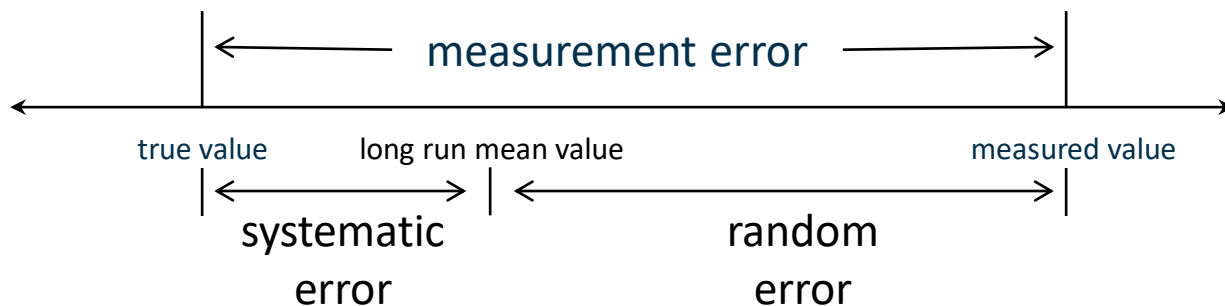 measurement error
true value
long run mean value
measured value
systematic
error
random
error